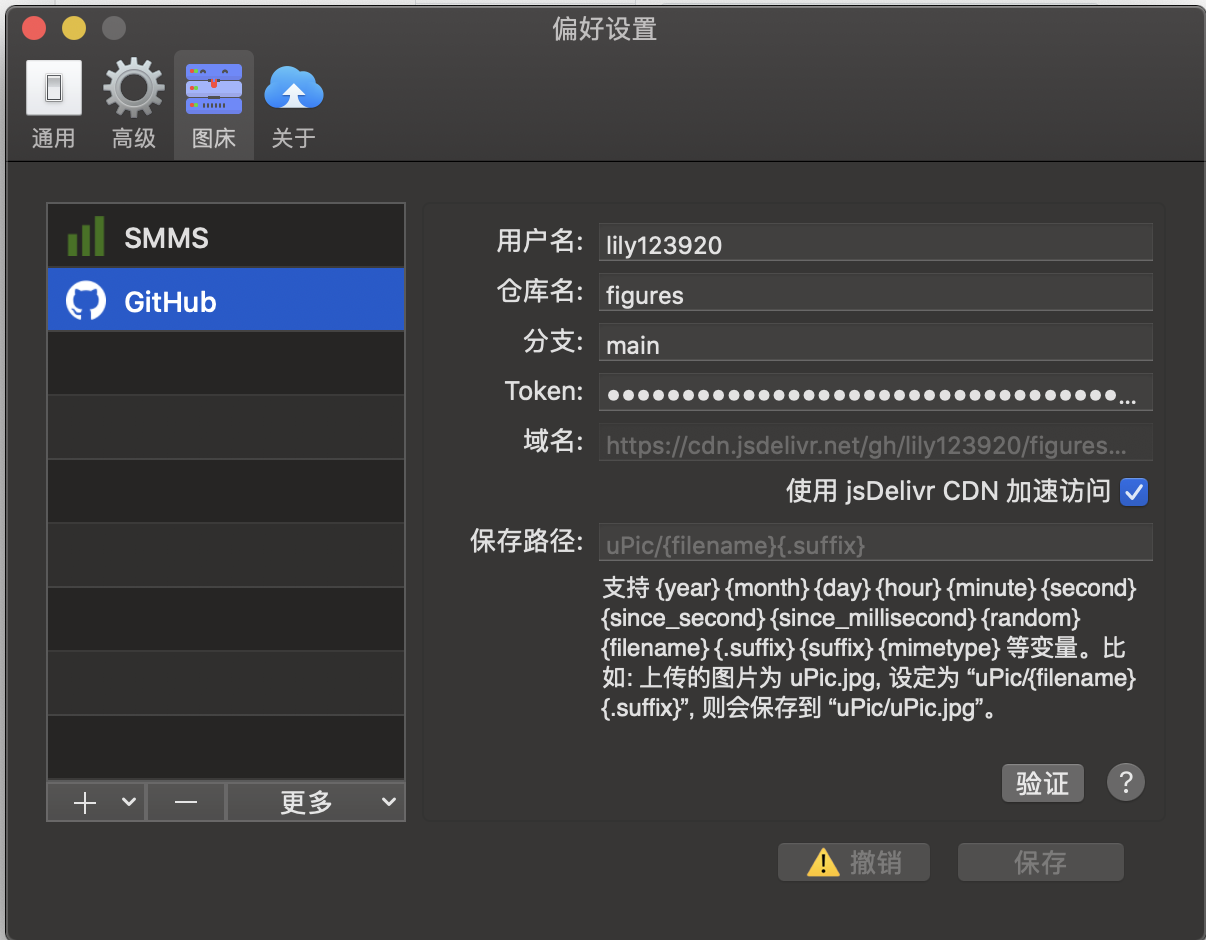 偏好设置
通用
高级
图床
关于
SMMS
GitHub
更多
用户名:
lily123920
仓库名:
figures
分支:
main
Token:
●●●●●●●●●●●●●●●●●●●●●●●●●●●●●●●●●●...
域名:
https://cdn.jsdelivr.net/gh/lily123920/figures...
使用 jsDelivr CDN 加速访问
保存路径:
uPic/{filename}{.suffix}
支持 {year} {month} {day} {hour} {minute} {second}
{since_second} {since_millisecond} {random}
{filename} {.suffix} {suffix} {mimetype} 等变量。比
如: 上传的图片为 uPic.jpg, 设定为 “uPic/{filename}
{.suffix}”, 则会保存到 “uPic/uPic.jpg”。
验证
?
撤销
保存